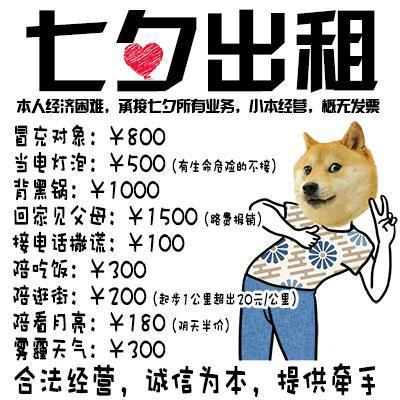 七夕出租
本人经济困难，承接七夕所有业务，小本经营，概无发票
冒充对象：￥800
当电灯泡：￥500（有生命危险的不接）
背黑锅：￥1000
回家见父母：￥1500（路费报销）
接电话撒谎：￥100
陪吃饭：￥300
陪逛街：￥200（起步1公里超出20元/公里）
陪看月亮：￥180（阴天半价）
雾霾天气：￥300
合法经营，诚信为本，提供牵手